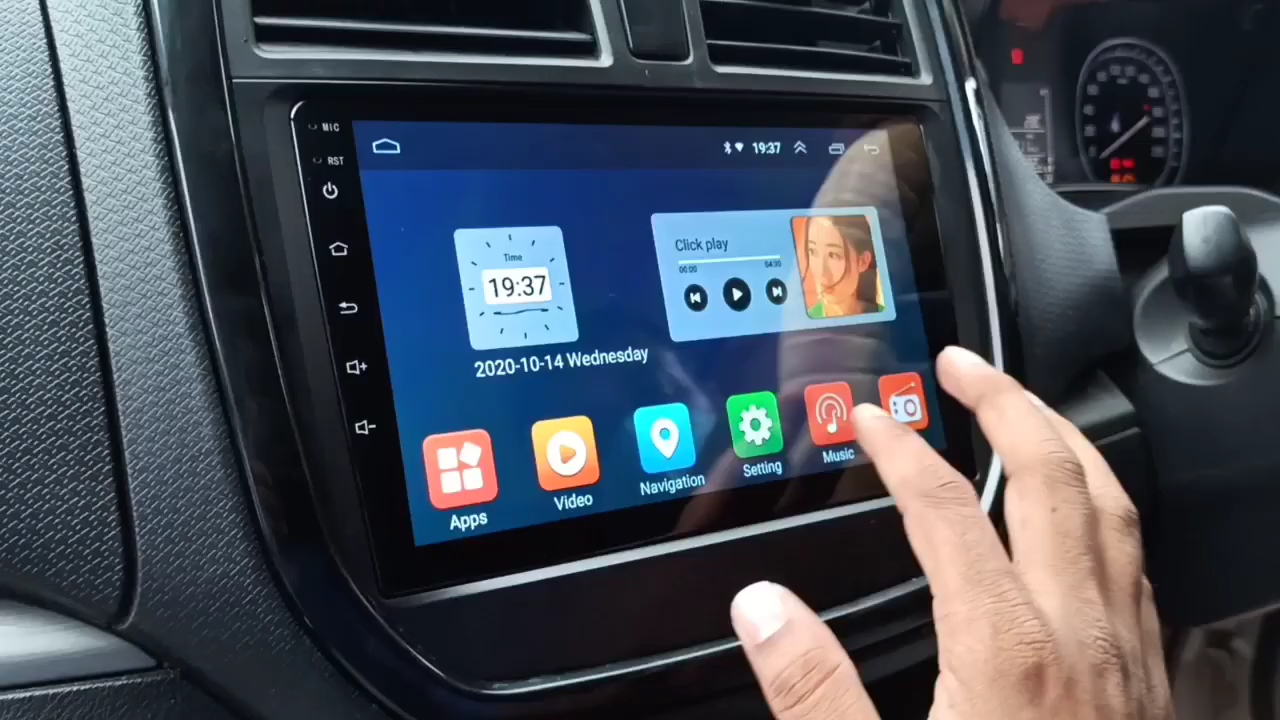 MIC
RST
19:37
Time
19:37
2020-10-14 Wednesday
Click play
00:00
04:30
Apps
Video
Navigation
Setting
Music